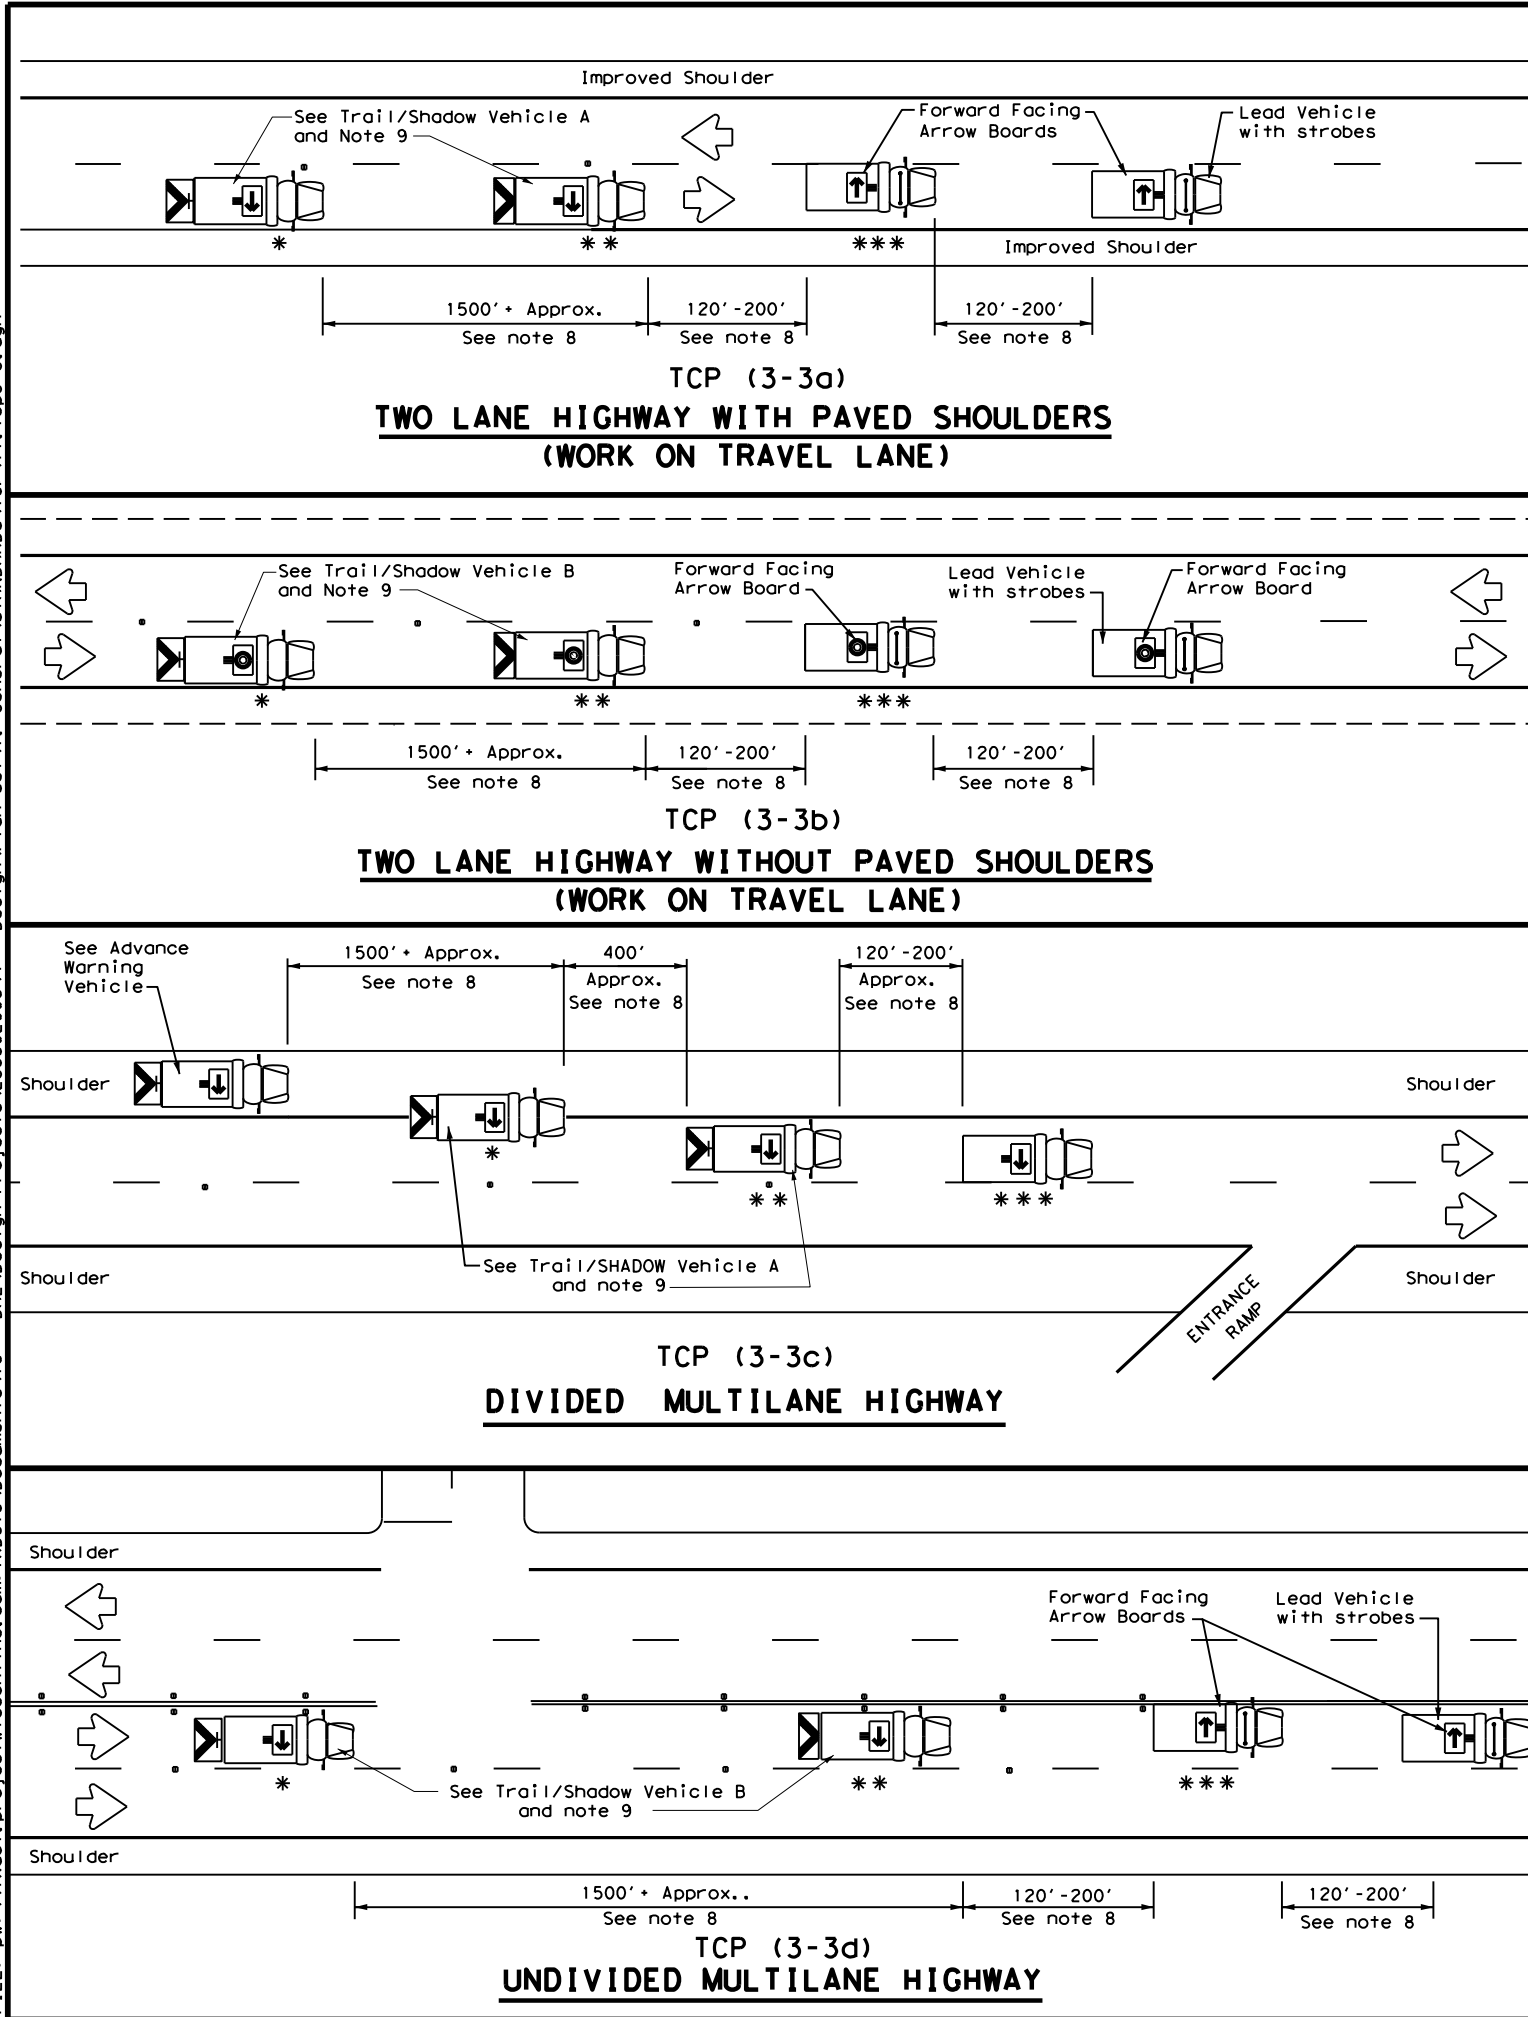 Improved Shoulder
See Trail/Shadow Vehicle A
and Note 9
Forward Facing
Arrow Boards
Lead Vehicle
with strobes
*
**
***
Improved Shoulder
1500'+ Approx.
See note 8
120'-200'
See note 8
120'-200'
See note 8
TCP (3-3a)
TWO LANE HIGHWAY WITH PAVED SHOULDERS
(WORK ON TRAVEL LANE)
See Trail/Shadow Vehicle B
and Note 9
Forward Facing
Arrow Board
Lead Vehicle
with strobes
Forward Facing
Arrow Board
*
**
***
1500'+ Approx.
See note 8
120'-200'
See note 8
120'-200'
See note 8
TCP (3-3b)
TWO LANE HIGHWAY WITHOUT PAVED SHOULDERS
(WORK ON TRAVEL LANE)
See Advance
Warning
Vehicle
1500'+ Approx.
See note 8
400'
Approx.
See note 8
120'-200'
Approx.
See note 8
Shoulder
Shoulder
*
**
***
See Trail/SHADOW Vehicle A
and note 9
Shoulder
Shoulder
ENTRANCE
RAMP
TCP (3-3c)
DIVIDED MULTILANE HIGHWAY
Shoulder
Forward Facing
Arrow Boards
Lead Vehicle
with strobes
*
**
***
See Trail/Shadow Vehicle B
and note 9
Shoulder
1500'+ Approx..
See note 8
120'-200'
See note 8
120'-200'
See note 8
TCP (3-3d)
UNDIVIDED MULTILANE HIGHWAY